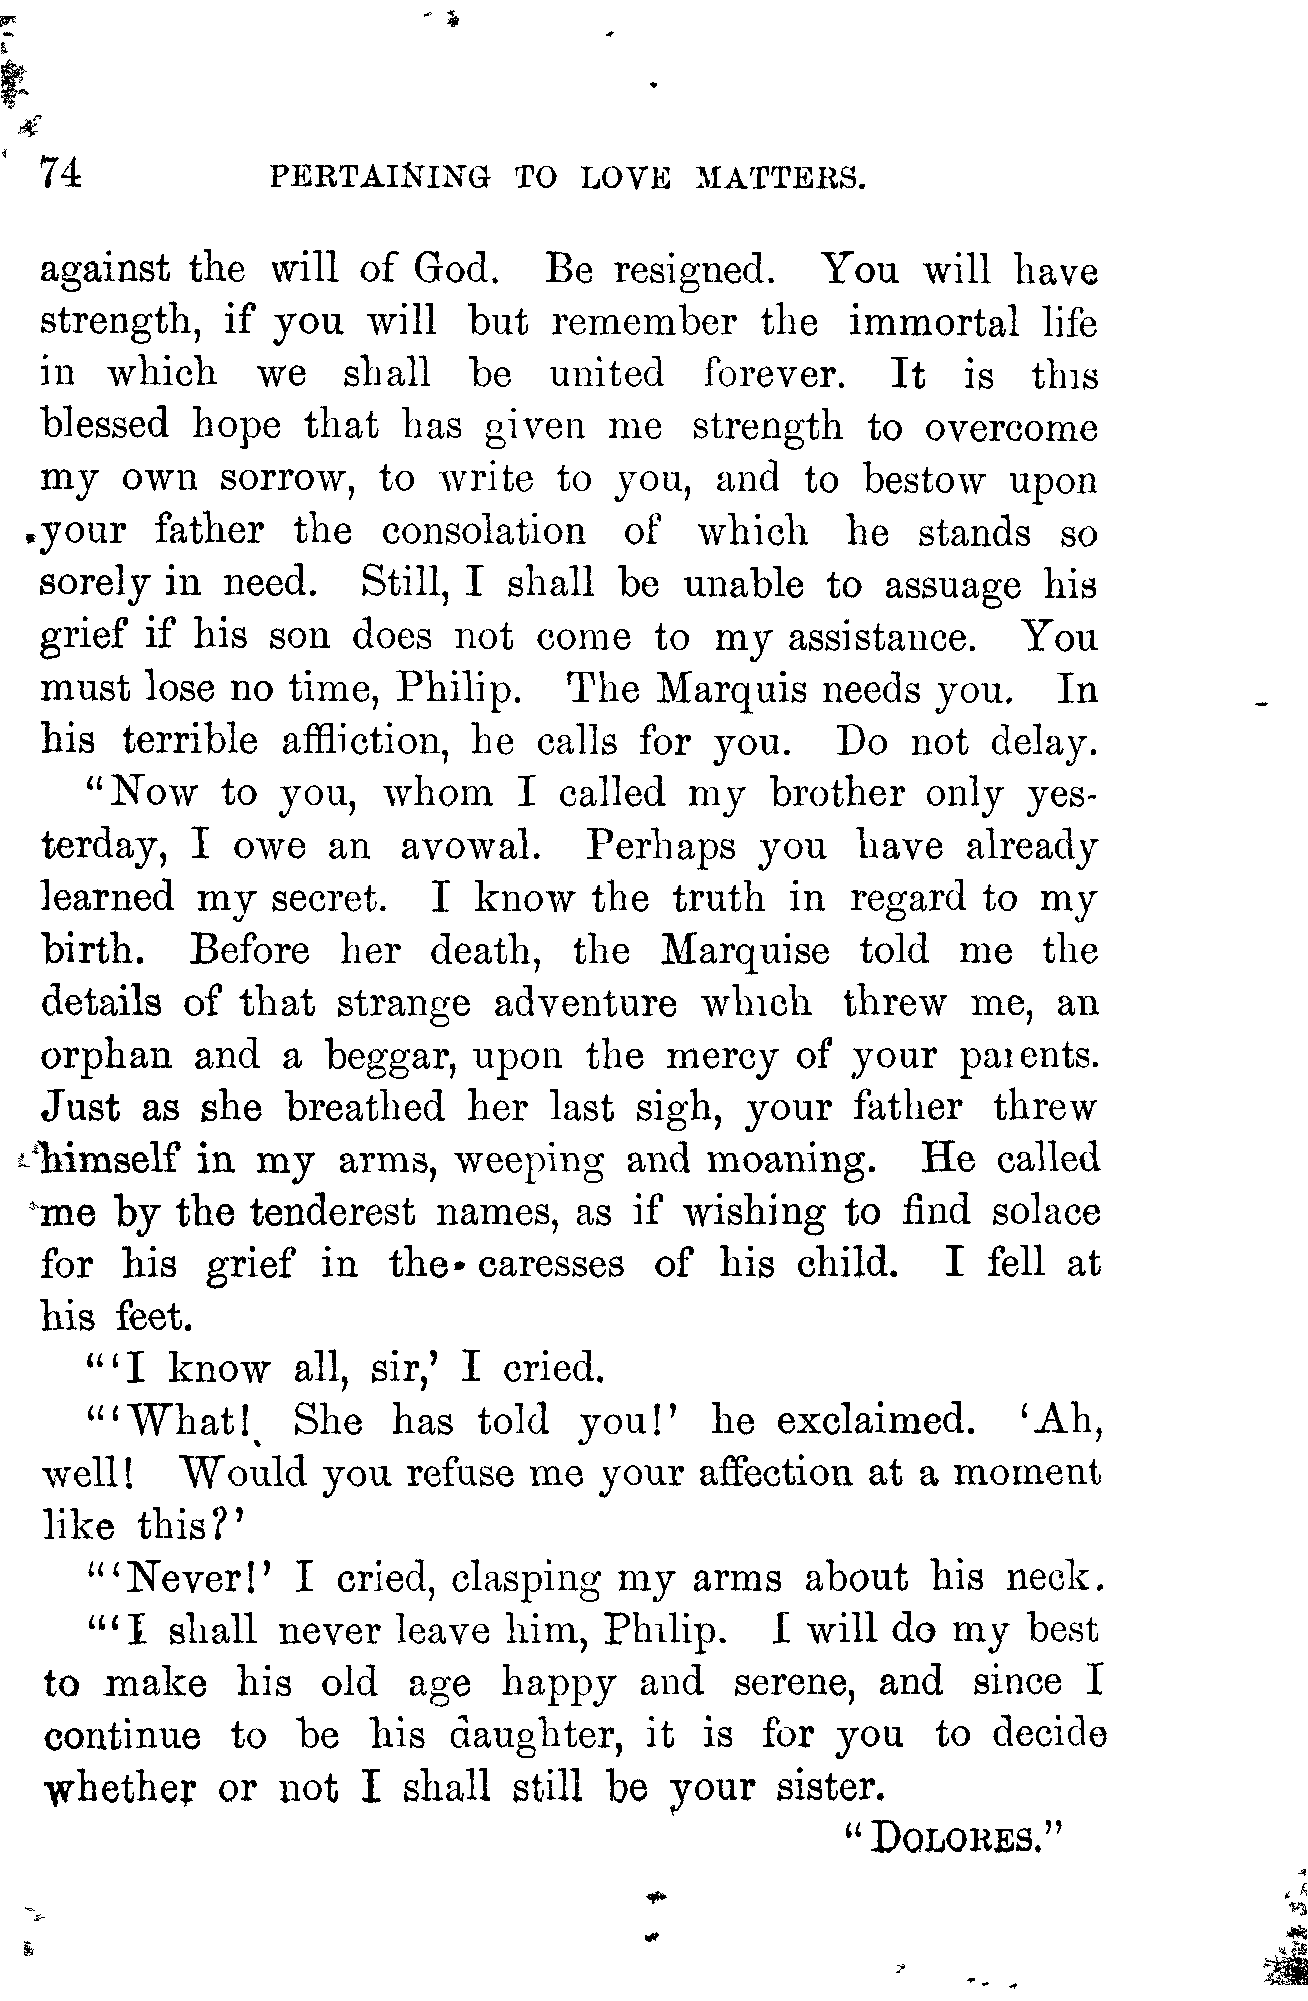 74 PERTAINING TO LOVE MATTERS.
against the will of God. Be resigned. You will have
strength, if you will but remember the immortal life
in which we shall be united forever. It is this
blessed hope that has given me strength to overcome
my own sorrow, to write to you, and to bestow upon
your father the consolation of which he stands so
sorely in need. Still, I shall be unable to assuage his
grief if his son does not come to my assistance. You
must lose no time, Philip. The Marquis needs you. In
his terrible affliction, he calls for you. Do not delay.
"Now to you, whom I called my brother only yes-
terday, I owe an avowal. Perhaps you have already
learned my secret. I know the truth in regard to my
birth. Before her death, the Marquise told me the
details of that strange adventure which threw me, an
orphan and a beggar, upon the mercy of your parents.
Just as she breathed her last sigh, your father threw
himself in my arms, weeping and moaning. He called
me by the tenderest names, as if wishing to find solace
for his grief in the caresses of his child. I fell at
his feet.
"'I know all, sir,' I cried.
"'What! She has told you!' he exclaimed. 'Ah,
well! Would you refuse me your affection at a moment
like this?'
"'Never!' I cried, clasping my arms about his neck.
"'I shall never leave him, Philip. I will do my best
to make his old age happy and serene, and since I
continue to be his daughter, it is for you to decide
whether or not I shall still be your sister.
"DOLORES."